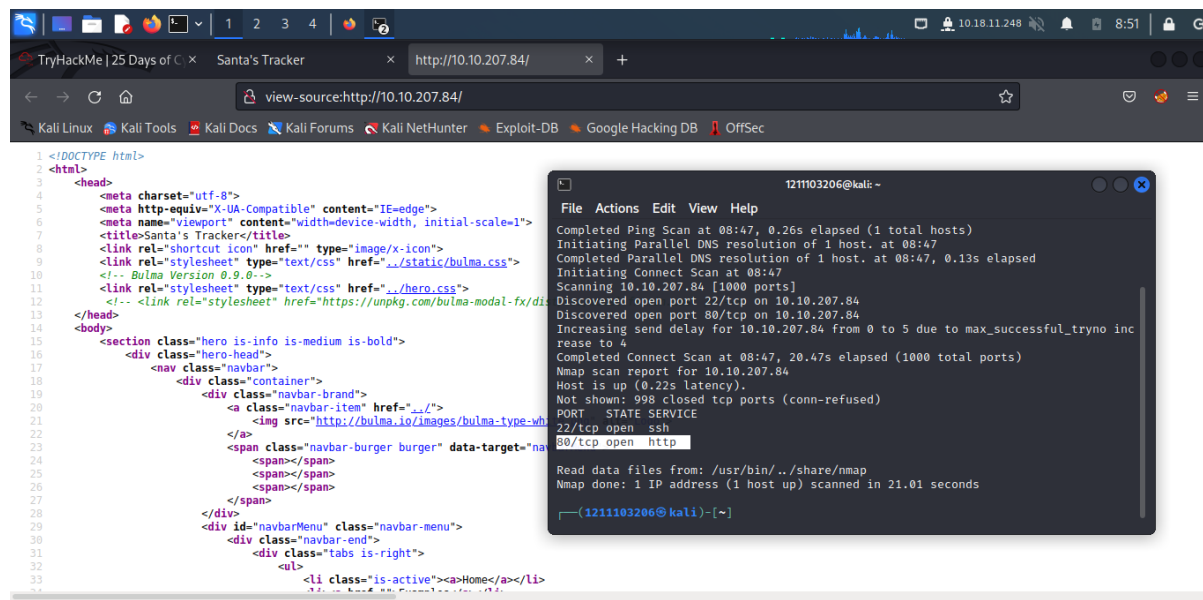 1 2 3 4
10.18.11.248
8:51
TryHackMe | 25 Days of Cy
Santa's Tracker
http://10.10.207.84/
view-source:http://10.10.207.84/
Kali Linux Kali Tools Kali Docs Kali Forums Kali NetHunter Exploit-DB Google Hacking DB OffSec
1 <!DOCTYPE html>
2 <html>
3 <head>
4 <meta charset="utf-8">
5 <meta http-equiv="X-UA-Compatible" content="IE=edge">
6 <meta name="viewport" content="width=device-width, initial-scale=1">
7 <title>Santa's Tracker</title>
8 <link rel="shortcut icon" href="" type="image/x-icon">
9 <link rel="stylesheet" type="text/css" href="../static/bulma.css">
10 <!-- Bulma Version 0.9.0-->
11 <link rel="stylesheet" type="text/css" href="../hero.css">
12 <!-- <link rel="stylesheet" href="https://unpkg.com/bulma-modal-fx/di
13 </head>
14 <body>
15 <section class="hero is-info is-medium is-bold">
16 <div class="hero-head">
17 <nav class="navbar">
18 <div class="container">
19 <div class="navbar-brand">
20 <a class="navbar-item" href="../">
21 <img src="http://bulma.io/images/bulma-type-whi
22 </a>
23 <span class="navbar-burger burger" data-target="nav
24 <span></span>
25 <span></span>
26 <span></span>
27 </span>
28 </div>
29 <div id="navbarMenu" class="navbar-menu">
30 <div class="navbar-end">
31 <div class="tabs is-right">
32 <ul>
33 <li class="is-active"><a>Home</a></li>
1211103206@kali: ~
File Actions Edit View Help
Completed Ping Scan at 08:47, 0.26s elapsed (1 total hosts)
Initiating Parallel DNS resolution of 1 host. at 08:47
Completed Parallel DNS resolution of 1 host. at 08:47, 0.13s elapsed
Initiating Connect Scan at 08:47
Scanning 10.10.207.84 [1000 ports]
Discovered open port 22/tcp on 10.10.207.84
Discovered open port 80/tcp on 10.10.207.84
Increasing send delay for 10.10.207.84 from 0 to 5 due to max_successful_tryno inc
rease to 4
Completed Connect Scan at 08:47, 20.47s elapsed (1000 total ports)
Nmap scan report for 10.10.207.84
Host is up (0.22s latency).
Not shown: 998 closed tcp ports (conn-refused)
PORT STATE SERVICE
22/tcp open ssh
80/tcp open http
Read data files from: /usr/bin/../share/nmap
Nmap done: 1 IP address (1 host up) scanned in 21.01 seconds
(1211103206㉿kali)-[~]